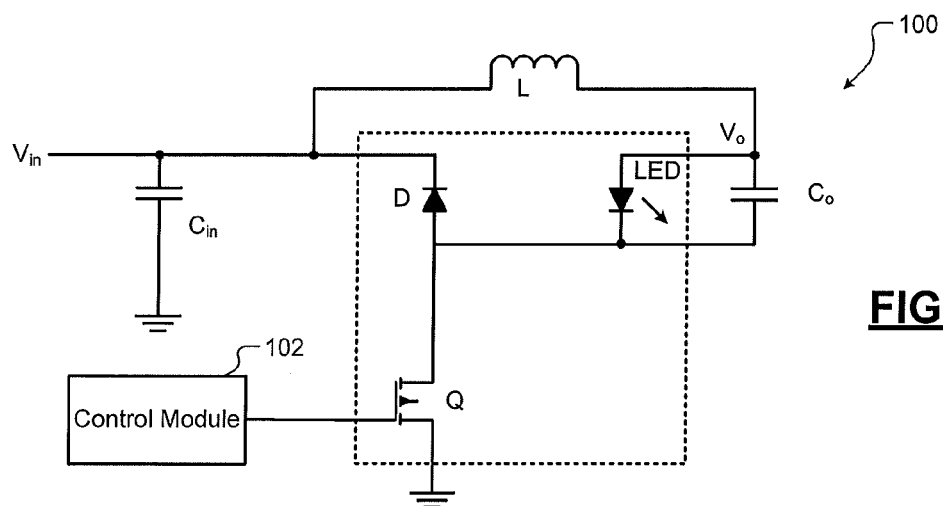 100
L
Vin
Vo
LED
D
Co
Cin
FIG
102
Control Module
Q